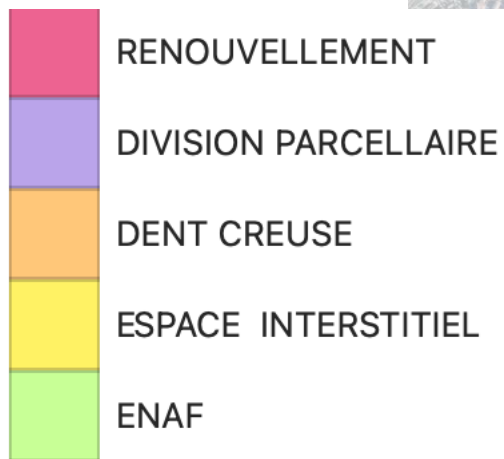 RENOUVELLEMENT
DIVISION PARCELLAIRE
DENT CREUSE
ESPACE  INTERSTITIEL
ENAF